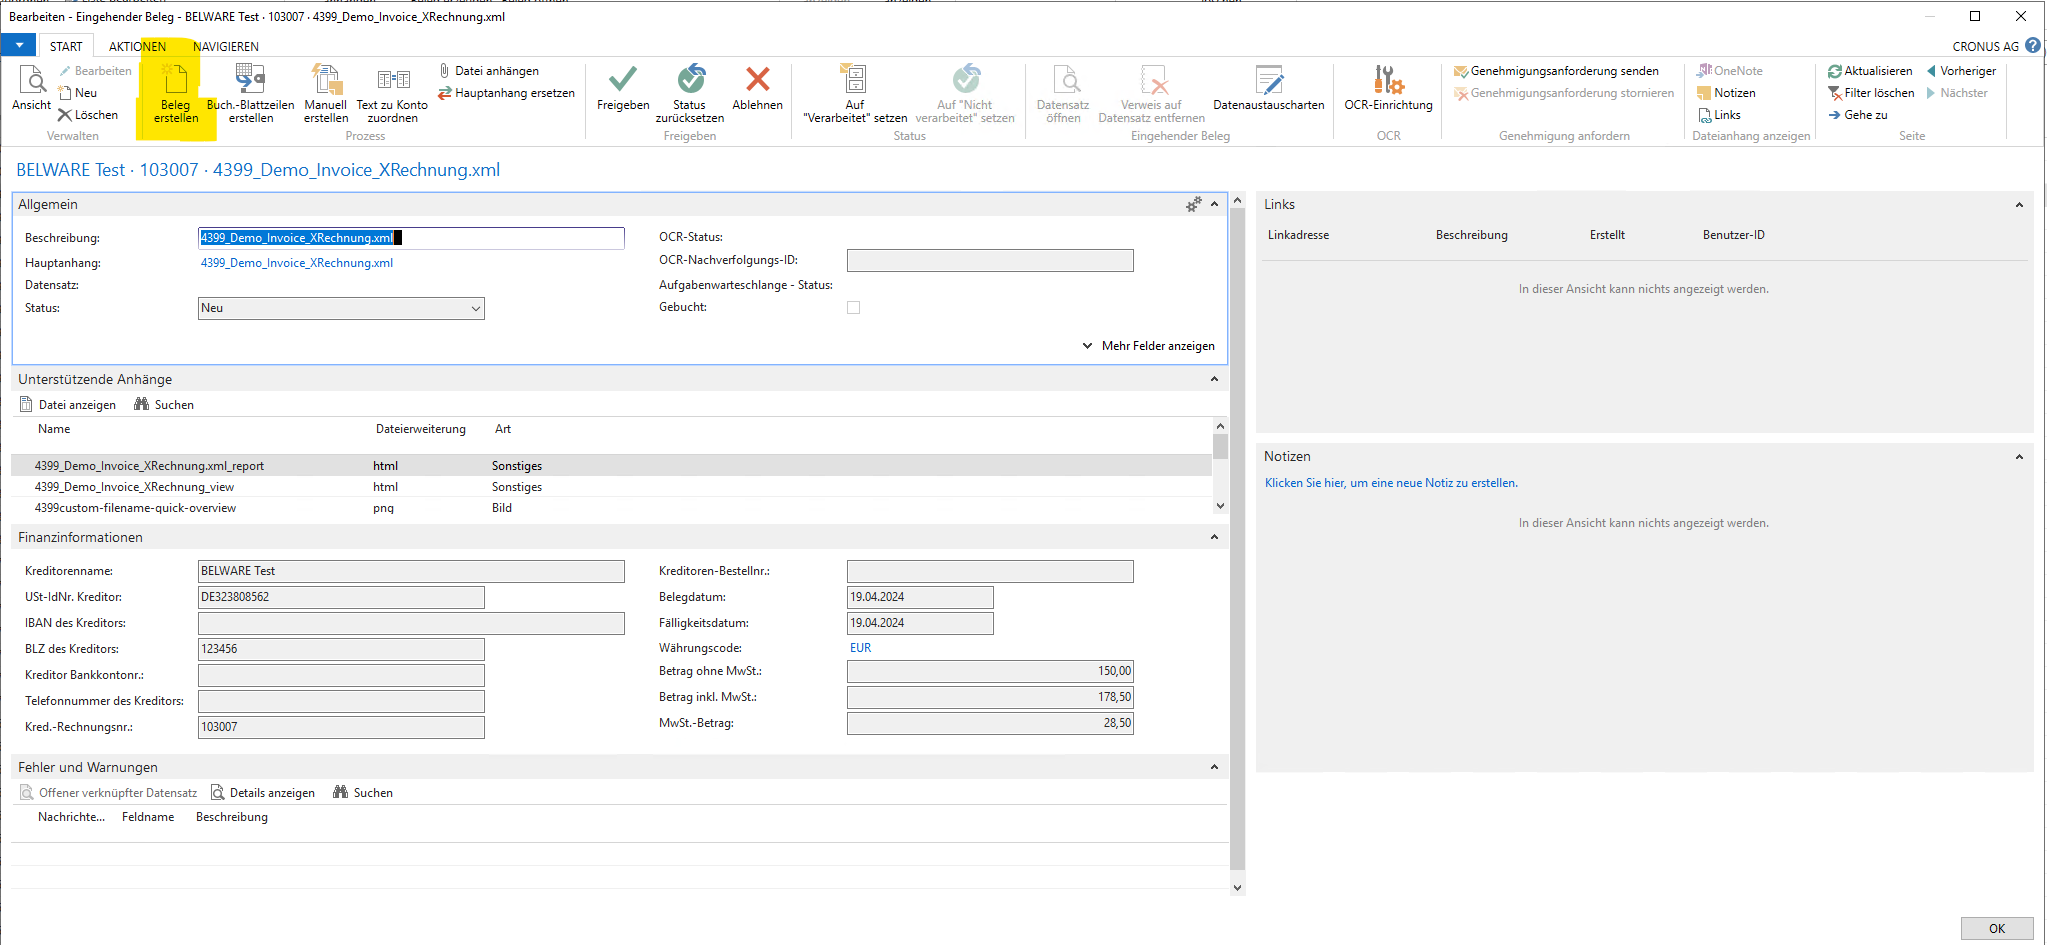 Bearbeiten - Eingehender Beleg - BELWARE Test · 103007 · 4399_Demo_Invoice_XRechnung.xml
START AKTIONEN NAVIGIEREN CRONUS AG
Ansicht
Bearbeiten
Neu
Löschen
Verwalten
Beleg erstellen
Buch.-Blattzeilen erstellen
Manuell erstellen
Text zu Konto zuordnen
Datei anhängen
Hauptanhang ersetzen
Prozess
Freigeben
Status zurücksetzen
Ablehnen
Freigeben
Auf "Verarbeitet" setzen
Auf "Nicht verarbeitet" setzen
Status
Datensatz öffnen
Verweis auf Datensatz entfernen
Datenaustauscharten
Eingehender Beleg
OCR-Einrichtung
OCR
Genehmigungsanforderung senden
Genehmigungsanforderung stornieren
Genehmigung anfordern
OneNote
Notizen
Links
Dateianhang anzeigen
Aktualisieren
Filter löschen
Gehe zu
Vorheriger
Nächster
Seite
BELWARE Test · 103007 · 4399_Demo_Invoice_XRechnung.xml
Allgemein
Beschreibung: 4399_Demo_Invoice_XRechnung.xml
Hauptanhang: 4399_Demo_Invoice_XRechnung.xml
Datensatz:
Status: Neu
OCR-Status:
OCR-Nachverfolgungs-ID:
Aufgabenwarteschlange - Status:
Gebucht:
Mehr Felder anzeigen
Unterstützende Anhänge
Datei anzeigen Suchen
Name Dateierweiterung Art
4399_Demo_Invoice_XRechnung.xml_report html Sonstiges
4399_Demo_Invoice_XRechnung_view html Sonstiges
4399custom-filename-quick-overview png Bild
Finanzinformationen
Kreditorenname: BELWARE Test
USt-IdNr. Kreditor: DE323808562
IBAN des Kreditors:
BLZ des Kreditors: 123456
Kreditor Bankkontonr.:
Telefonnummer des Kreditors:
Kred.-Rechnungsnr.: 103007
Kreditoren-Bestellnr.:
Belegdatum: 19.04.2024
Fälligkeitsdatum: 19.04.2024
Währungscode: EUR
Betrag ohne MwSt.: 150,00
Betrag inkl. MwSt.: 178,50
MwSt.-Betrag: 28,50
Fehler und Warnungen
Offener verknüpfter Datensatz Details anzeigen Suchen
Nachrichte... Feldname Beschreibung
Links
Linkadresse Beschreibung Erstellt Benutzer-ID
In dieser Ansicht kann nichts angezeigt werden.
Notizen
Klicken Sie hier, um eine neue Notiz zu erstellen.
In dieser Ansicht kann nichts angezeigt werden.
OK